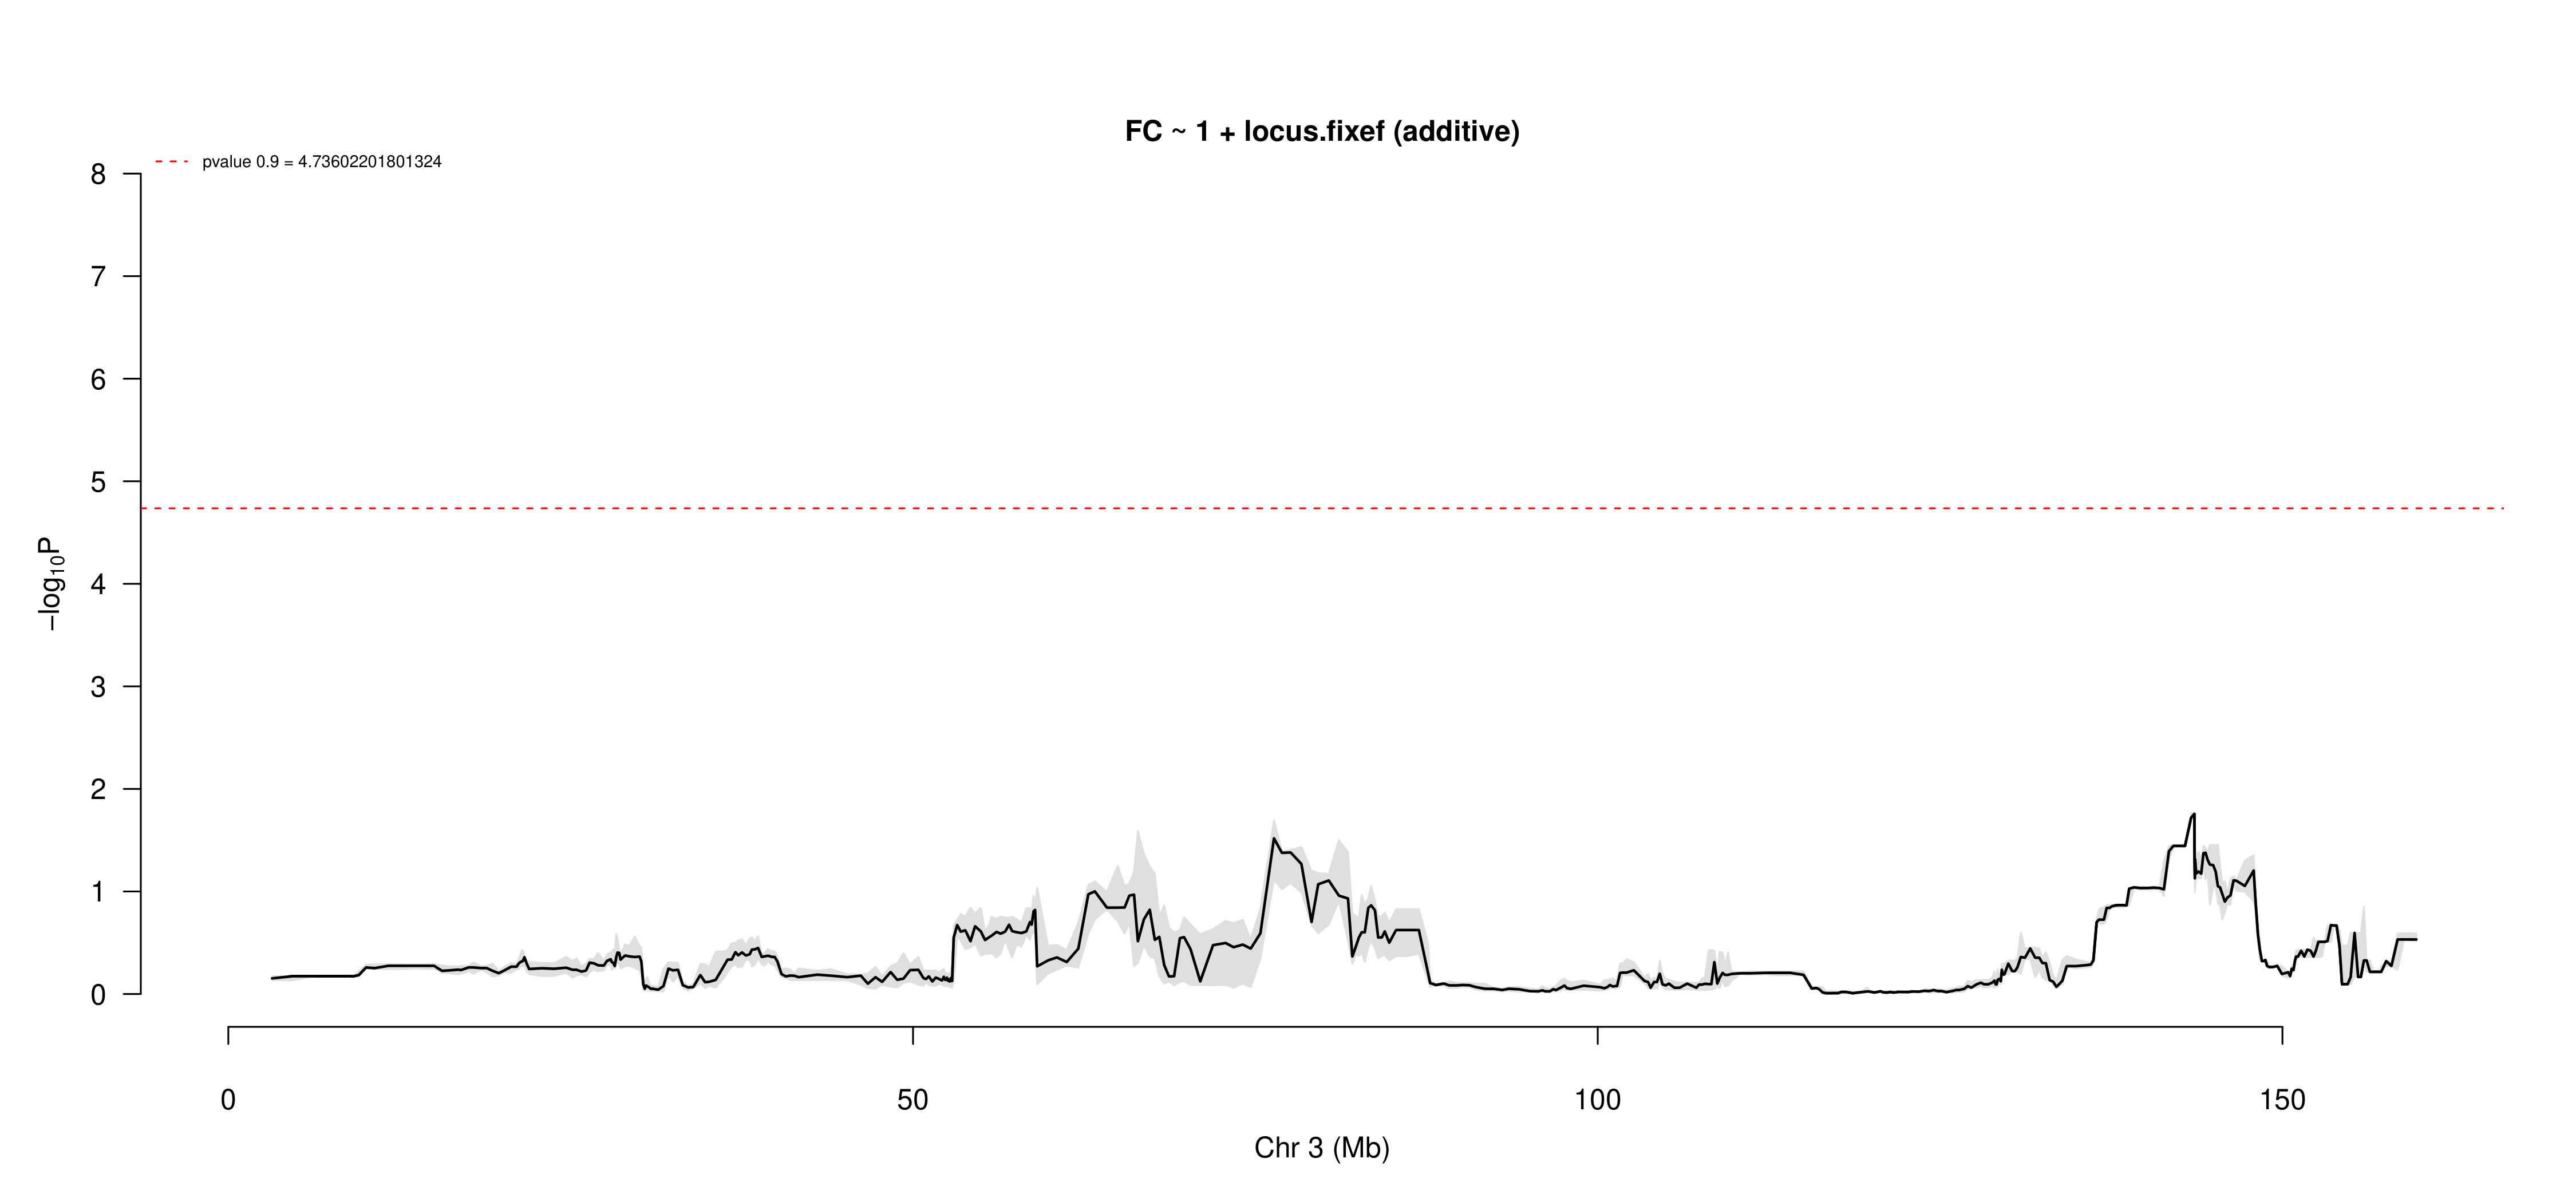 FC ~ 1 + locus.fixef (additive)
pvalue 0.9 = 4.73602201801324
8
7
6
5
4
3
2
1
0
−log10P
0 50 100 150
Chr 3 (Mb)